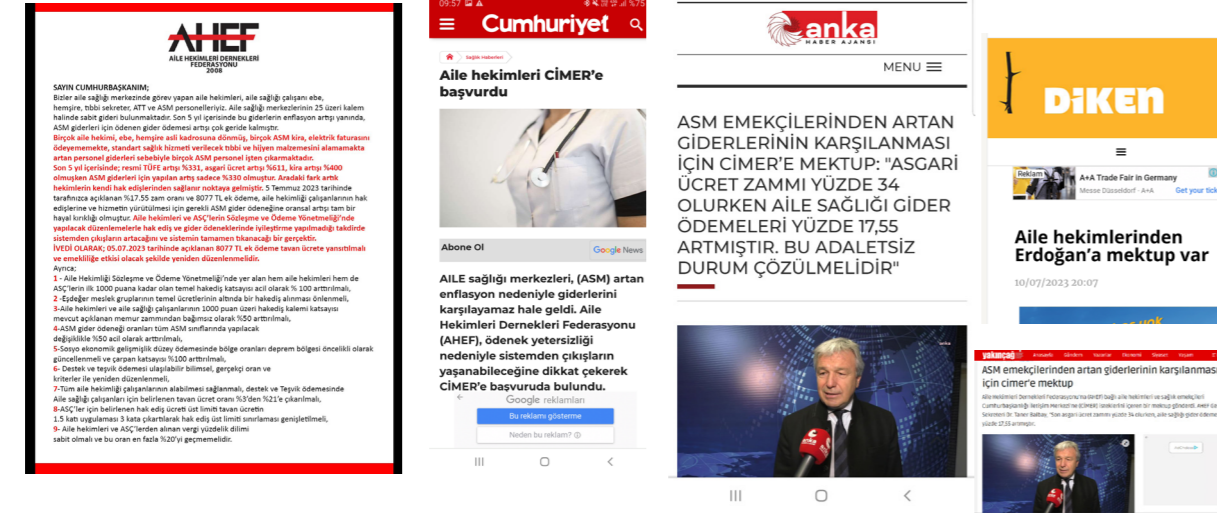 AHEF
AİLE HEKİMLERİ DERNEKLERİ
FEDERASYONU
2008
SAYIN CUMHURBAŞKANIM;
Bizler aile sağlığı merkezinde görev yapan aile hekimleri, aile sağlığı çalışanı ebe,
hemşire, tıbbi sekreter, ATT ve ASM personelleriyiz. Aile sağlığı merkezlerinin 25 üzeri kalem
halinde sabit gideri bulunmaktadır. Son 5 yıl içerisinde bu giderlerin enflasyon artışı yanında,
ASM giderleri için ödenen gider ödemesi artışı çok geride kalmıştır.
Birçok aile hekimi, ebe, hemşire asli kadrosuna dönmüş, birçok ASM kira, elektrik faturasını
ödeyememekte, standart sağlık hizmeti verilecek tıbbi ve hijyen malzemesini alamamakta
artan personel giderleri sebebiyle birçok ASM personel işten çıkarmaktadır.
Son 5 yıl içerisinde; resmi TÜFE artışı %331, asgari ücret artışı %611, kira artışı %400
olmuşken ASM giderleri için yapılan artış sadece %330 olmuştur. Aradaki fark artık
hekimlerin kendi hak edişlerinden sağlanır noktaya gelmiştir. 5 Temmuz 2023 tarihinde
tarafınızca açıklanan %17.55 zam oranı ve 8077 TL ek ödeme, aile hekimliği çalışanlarının hak
edişlerine ve hizmetin yürütülmesi için gerekli ASM gider ödeneğine oransal artışı tam bir
hayal kırıklığı olmuştur. Aile hekimleri ve ASÇ'lerin Sözleşme ve Ödeme Yönetmeliği'nde
yapılacak düzenlemelerle hak ediş ve gider ödeneklerinde iyileştirme yapılmadığı takdirde
sistemden çıkışların artacağını ve sistemin tamamen tıkanacağı bir gerçektir.
İVEDİ OLARAK; 05.07.2023 tarihinde açıklanan 8077 TL ek ödeme tavan ücrete yansıtılmalı
ve emekliliğe etkisi olacak şekilde yeniden düzenlenmelidir.
Ayrıca;
1 - Aile Hekimliği Sözleşme ve Ödeme Yönetmeliği'nde yer alan hem aile hekimleri hem de
ASÇ'lerin ilk 1000 puana kadar olan temel hakediş katsayısı acil olarak % 100 arttırılmalı,
2 -Eşdeğer meslek gruplarının temel ücretlerinin altında bir hakediş alınması önlenmeli,
3-Aile hekimleri ve aile sağlığı çalışanlarının 1000 puan üzeri hakediş kalemi katsayısı
mevcut açıklanan memur zammından bağımsız olarak %50 arttırılmalı,
4-ASM gider ödeneği oranları tüm ASM sınıflarında yapılacak
değişiklikle %50 acil olarak arttırılmalı,
5-Sosyo ekonomik gelişmişlik düzey ödemesinde bölge oranları deprem bölgesi öncelikli olarak
güncellenmeli ve çarpan katsayısı %100 arttırılmalı,
6- Destek ve teşvik ödemesi ulaşılabilir bilimsel, gerçekçi oran ve
kriterler ile yeniden düzenlenmeli,
7-Tüm aile hekimliği çalışanlarının alabilmesi sağlanmalı, destek ve Teşvik ödemesinde
Aile sağlığı çalışanları için belirlenen tavan ücret oranı %3'den %21'e çıkarılmalı,
8-ASÇ'ler için belirlenen hak ediş ücreti üst limiti tavan ücretin
1.5 katı uygulaması 3 kata çıkartılarak hak ediş üst limiti sınırlaması genişletilmeli,
9- Aile hekimleri ve ASÇ'lerden alınan vergi yüzdelik dilimi
sabit olmalı ve bu oran en fazla %20'yi geçmemelidir.
09:57
%75
Cumhuriyet
Sağlık Haberleri
Aile hekimleri CİMER'e
başvurdu
Abone Ol
Google News
AİLE sağlığı merkezleri, (ASM) artan
enflasyon nedeniyle giderlerini
karşılayamaz hale geldi. Aile
Hekimleri Dernekleri Federasyonu
(AHEF), ödenek yetersizliği
nedeniyle sistemden çıkışların
yaşanabileceğine dikkat çekerek
CİMER'e başvuruda bulundu.
Google reklamları
Bu reklamı gösterme
Neden bu reklam?
anka
HABER AJANSI
MENU
ASM EMEKÇİLERİNDEN ARTAN
GİDERLERİNİN KARŞILANMASI
İÇİN CİMER'E MEKTUP: "ASGARİ
ÜCRET ZAMMI YÜZDE 34
OLURKEN AİLE SAĞLIĞI GİDER
ÖDEMELERİ YÜZDE 17,55
ARTMIŞTIR. BU ADALETSİZ
DURUM ÇÖZÜLMELİDİR"
anka
DiKEN
Reklam
A+A Trade Fair in Germany
Messe Düsseldorf - A+A
Get your tick
Aile hekimlerinden
Erdoğan'a mektup var
10/07/2023 20:07
yakınçağ
Anasayfa Gündem Yazarlar Ekonomi Siyaset Yaşam
ASM emekçilerinden artan giderlerinin karşılanması
için cimer'e mektup